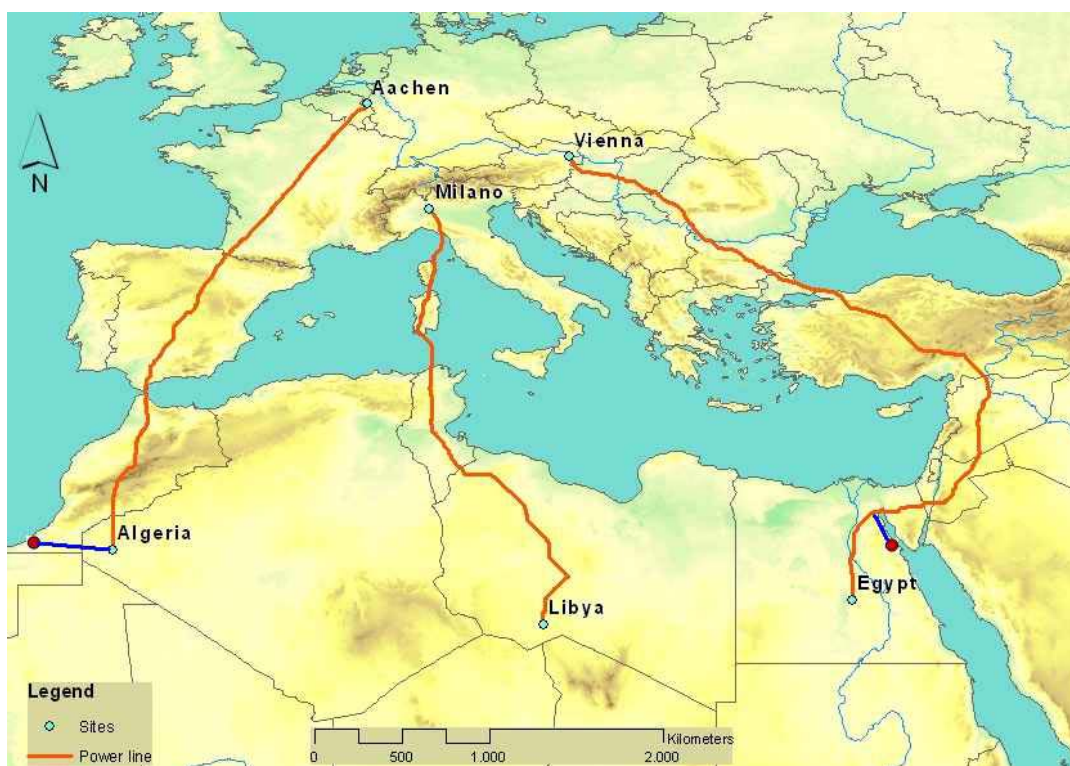 Aachen
Vienna
Milano
N
Algeria
Egypt
Libya
Legend
Sites
Power line
Kilometers
0 500 1.000 2.000